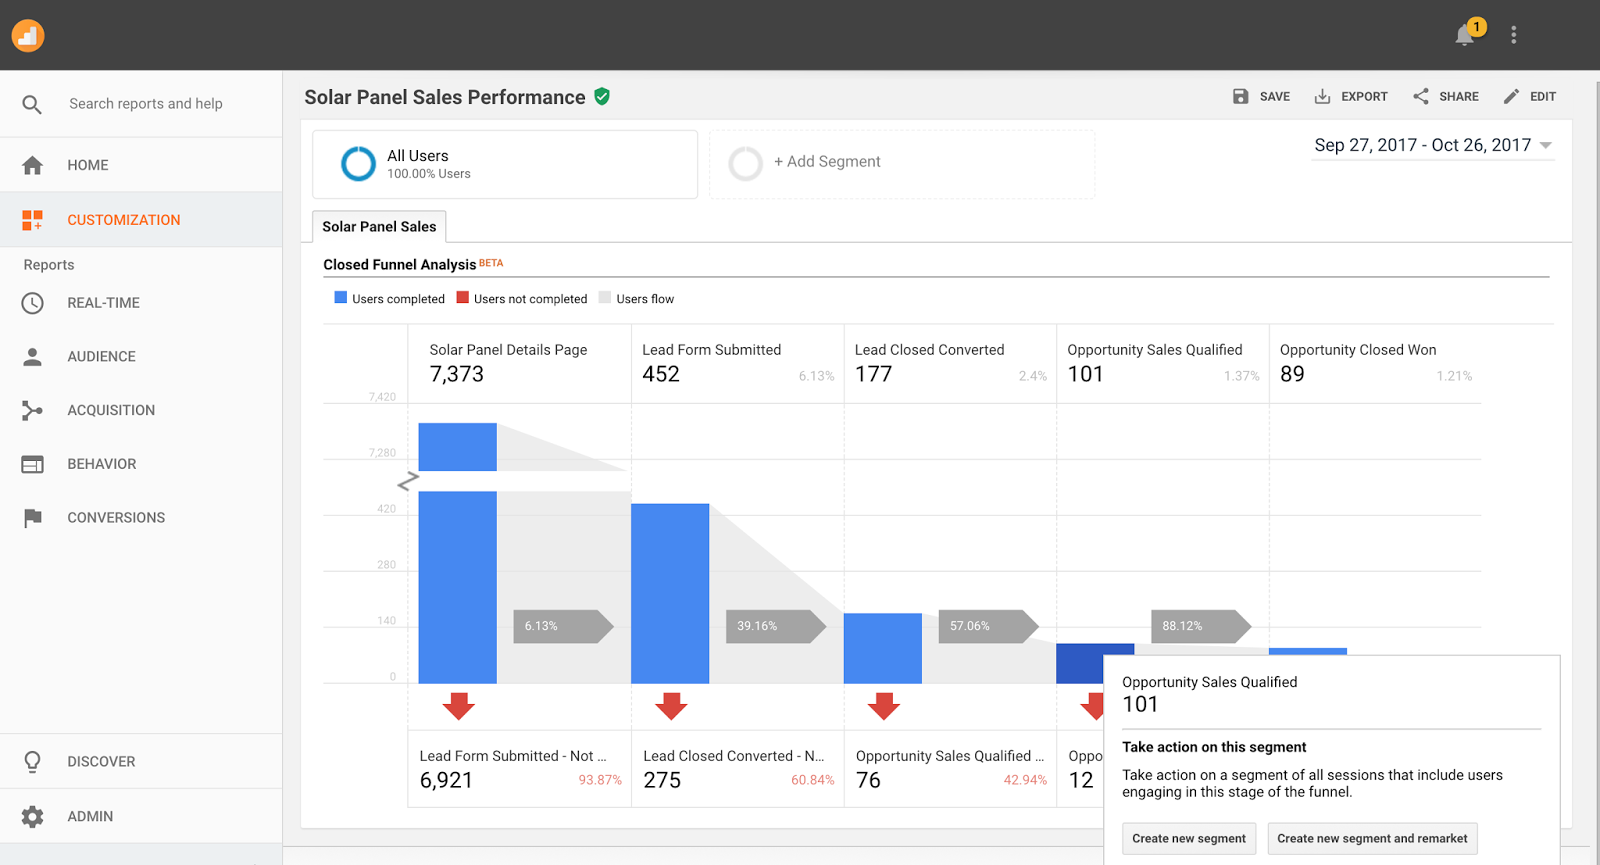 1
Search reports and help
HOME
CUSTOMIZATION
Reports
REAL-TIME
AUDIENCE
ACQUISITION
BEHAVIOR
CONVERSIONS
DISCOVER
ADMIN
Solar Panel Sales Performance
SAVE
EXPORT
SHARE
EDIT
All Users
100.00% Users
+ Add Segment
Sep 27, 2017 - Oct 26, 2017
Solar Panel Sales
Closed Funnel Analysis BETA
Users completed
Users not completed
Users flow
Solar Panel Details Page
7,373
Lead Form Submitted
452
6.13%
Lead Closed Converted
177
2.4%
Opportunity Sales Qualified
101
1.37%
Opportunity Closed Won
89
1.21%
7,420
7,280
420
280
140
0
6.13%
39.16%
57.06%
88.12%
Lead Form Submitted - Not ...
6,921
93.87%
Lead Closed Converted - N...
275
60.84%
Opportunity Sales Qualified ...
76
42.94%
Oppo
12
Opportunity Sales Qualified
101
Take action on this segment
Take action on a segment of all sessions that include users
engaging in this stage of the funnel.
Create new segment
Create new segment and remarket